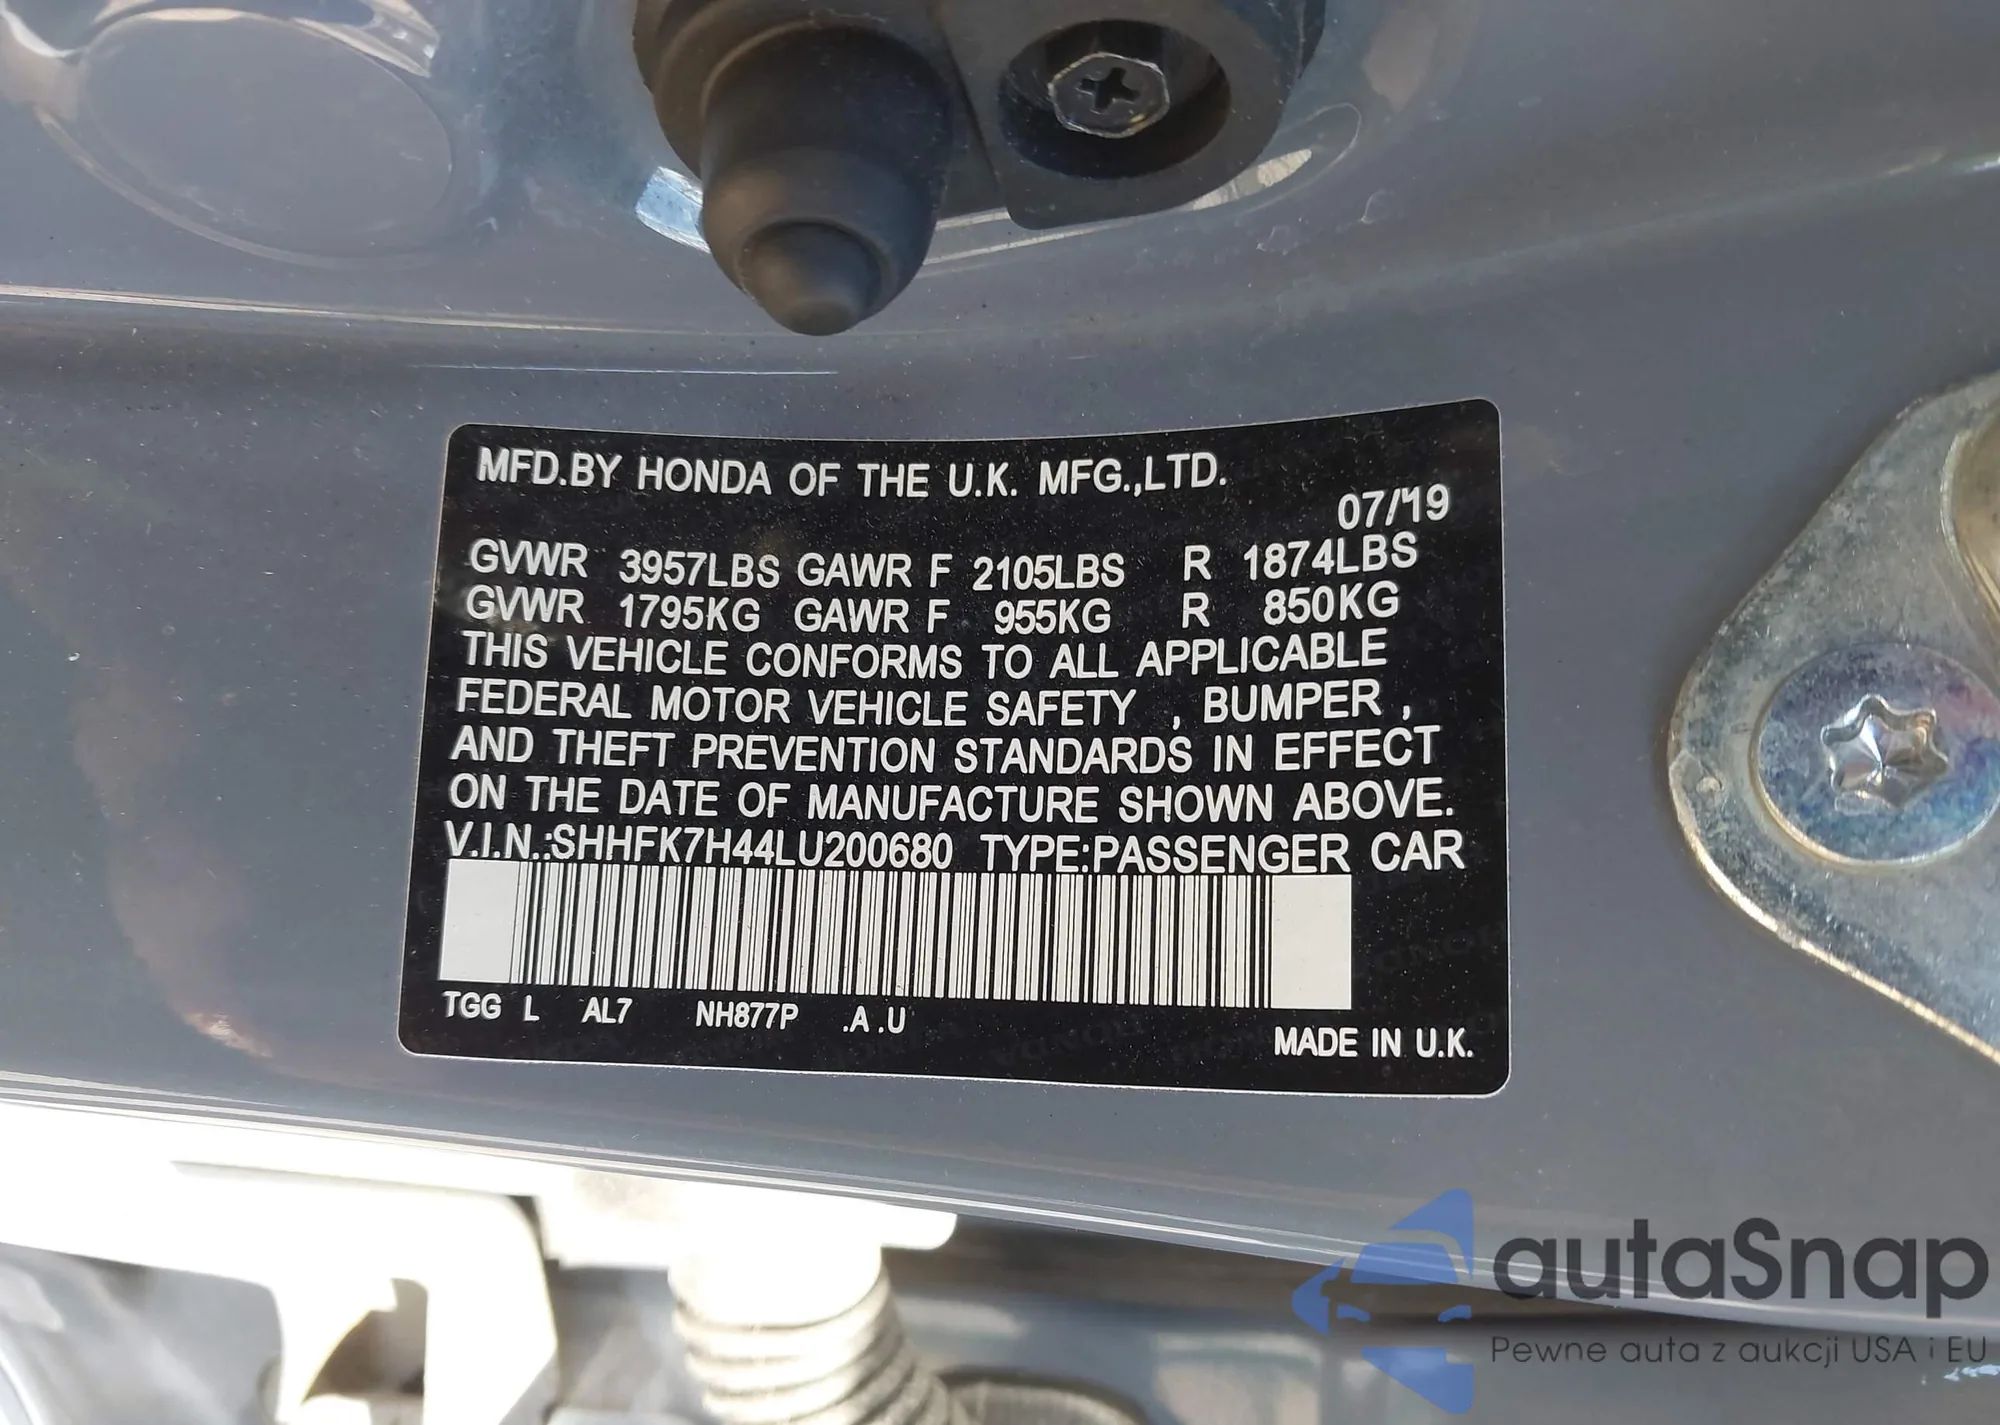 MFD.BY HONDA OF THE U.K. MFG.,LTD.
07/'19
GVWR 3957LBS GAWR F 2105LBS R 1874LBS
GVWR 1795KG GAWR F 955KG R 850KG
THIS VEHICLE CONFORMS TO ALL APPLICABLE
FEDERAL MOTOR VEHICLE SAFETY , BUMPER ,
AND THEFT PREVENTION STANDARDS IN EFFECT
ON THE DATE OF MANUFACTURE SHOWN ABOVE.
V.I.N.:SHHFK7H44LU200680 TYPE:PASSENGER CAR
TGG L AL7 NH877P .A .U
MADE IN U.K.
autaSnap
Pewne auta z aukcji USA i EU